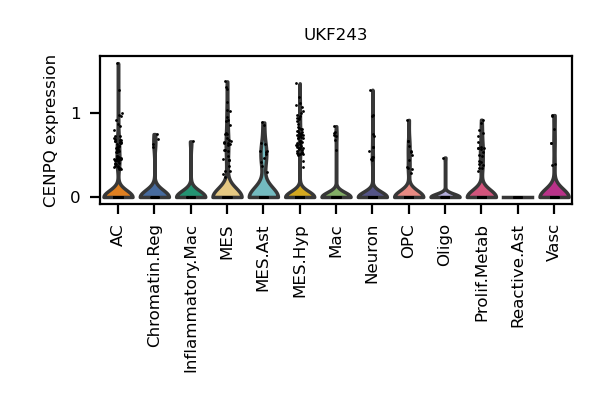 UKF243
CENPQ expression
1
0
AC
Chromatin.Reg
Inflammatory.Mac
MES
MES.Ast
MES.Hyp
Mac
Neuron
OPC
Oligo
Prolif.Metab
Reactive.Ast
Vasc